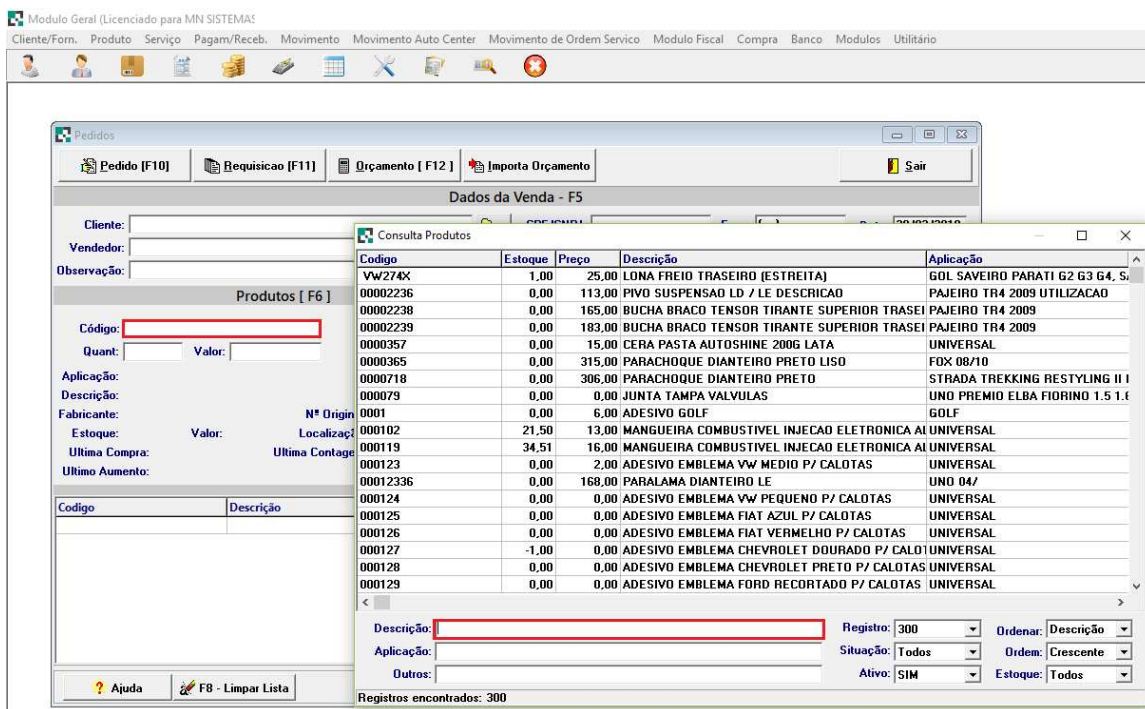 Modulo Geral (Licenciado para MN SISTEMAS
Cliente/Forn. Produto Serviço Pagam/Receb. Movimento Movimento Auto Center Movimento de Ordem Servico Modulo Fiscal Compra Banco Modulos Utilitário
Pedidos
Pedido [F10] Requisicao [F11] Orçamento [ F12 ] Importa Orçamento Sair
Dados da Venda - F5
Cliente:
Vendedor:
Observação:
Produtos [ F6 ]
Código:
Quant: Valor:
Aplicação:
Descrição:
Fabricante: Nº Origin
Estoque: Valor: Localizaç
Ultima Compra: Ultima Contage
Ultimo Aumento:
Codigo Descrição
? Ajuda F8 - Limpar Lista
Consulta Produtos
Codigo Estoque Preço Descrição Aplicação
VW274X 1,00 25,00 LONA FREIO TRASEIRO (ESTREITA) GOL SAVEIRO PARATI G2 G3 G4, S
00002236 0,00 113,00 PIVO SUSPENSAO LD / LE DESCRICAO PAJEIRO TR4 2009 UTILIZACAO
00002238 0,00 165,00 BUCHA BRACO TENSOR TIRANTE SUPERIOR TRASEI PAJEIRO TR4 2009
00002239 0,00 183,00 BUCHA BRACO TENSOR TIRANTE SUPERIOR TRASEI PAJEIRO TR4 2009
0000357 0,00 15,00 CERA PASTA AUTOSHINE 200G LATA UNIVERSAL
0000365 0,00 315,00 PARACHOQUE DIANTEIRO PRETO LISO FOX 08/10
0000718 0,00 306,00 PARACHOQUE DIANTEIRO PRETO STRADA TREKKING RESTYLING II
000079 0,00 0,00 JUNTA TAMPA VALVULAS UNO PREMIO ELBA FIORINO 1.5 1.6
0001 0,00 6,00 ADESIVO GOLF GOLF
000102 21,50 13,00 MANGUEIRA COMBUSTIVEL INJECAO ELETRONICA AL UNIVERSAL
000119 34,51 16,00 MANGUEIRA COMBUSTIVEL INJECAO ELETRONICA AL UNIVERSAL
000123 0,00 2,00 ADESIVO EMBLEMA VW MEDIO P/ CALOTAS UNIVERSAL
00012336 0,00 168,00 PARALAMA DIANTEIRO LE UNO 04/
000124 0,00 0,00 ADESIVO EMBLEMA VW PEQUENO P/ CALOTAS UNIVERSAL
000125 0,00 0,00 ADESIVO EMBLEMA FIAT AZUL P/ CALOTAS UNIVERSAL
000126 0,00 0,00 ADESIVO EMBLEMA FIAT VERMELHO P/ CALOTAS UNIVERSAL
000127 -1,00 0,00 ADESIVO EMBLEMA CHEVROLET DOURADO P/ CALOT UNIVERSAL
000128 0,00 0,00 ADESIVO EMBLEMA CHEVROLET PRETO P/ CALOTAS UNIVERSAL
000129 0,00 0,00 ADESIVO EMBLEMA FORD RECORTADO P/ CALOTAS UNIVERSAL
Descrição: Registro: 300 Ordenar: Descrição
Aplicação: Situação: Todos Ordem: Crescente
Outros: Ativo: SIM Estoque: Todos
Registros encontrados: 300